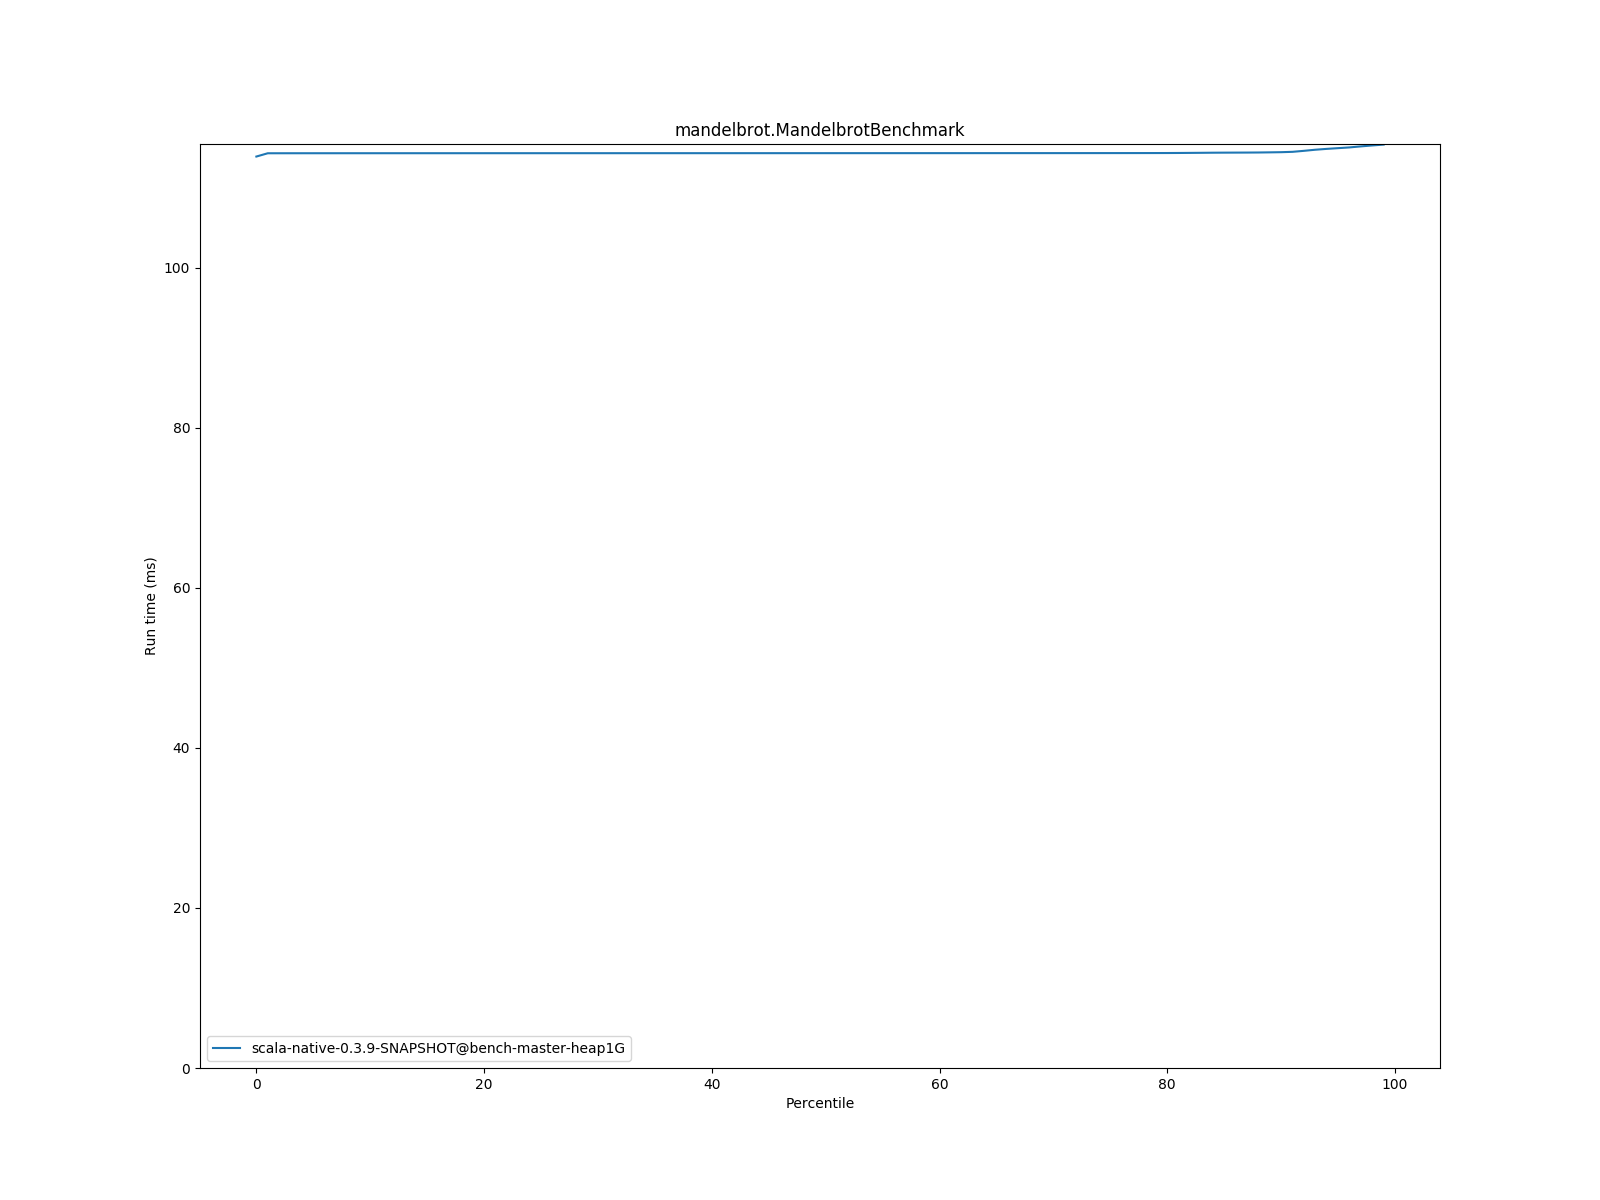 mandelbrot.MandelbrotBenchmark
100
80
60
40
20
0
Run time (ms)
scala-native-0.3.9-SNAPSHOT@bench-master-heap1G
0 20 40 60 80 100
Percentile